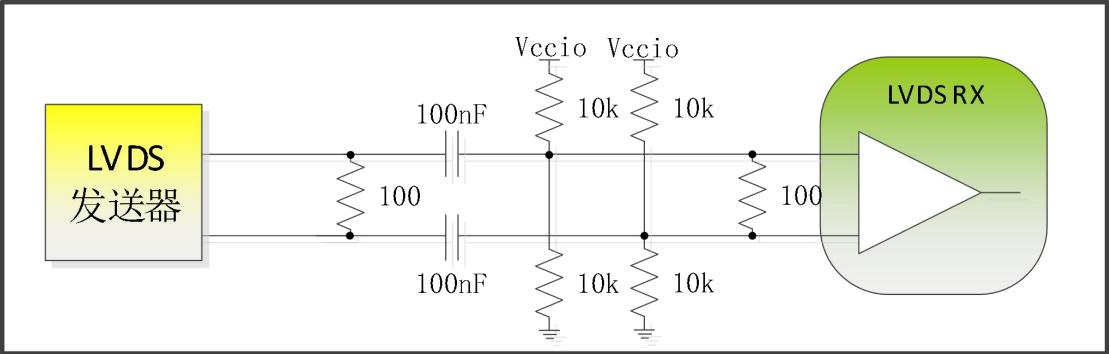 Vccio Vccio
10k 10k
LVDS RX
100nF
LVDS
发送器
100
100
100nF
10k 10k